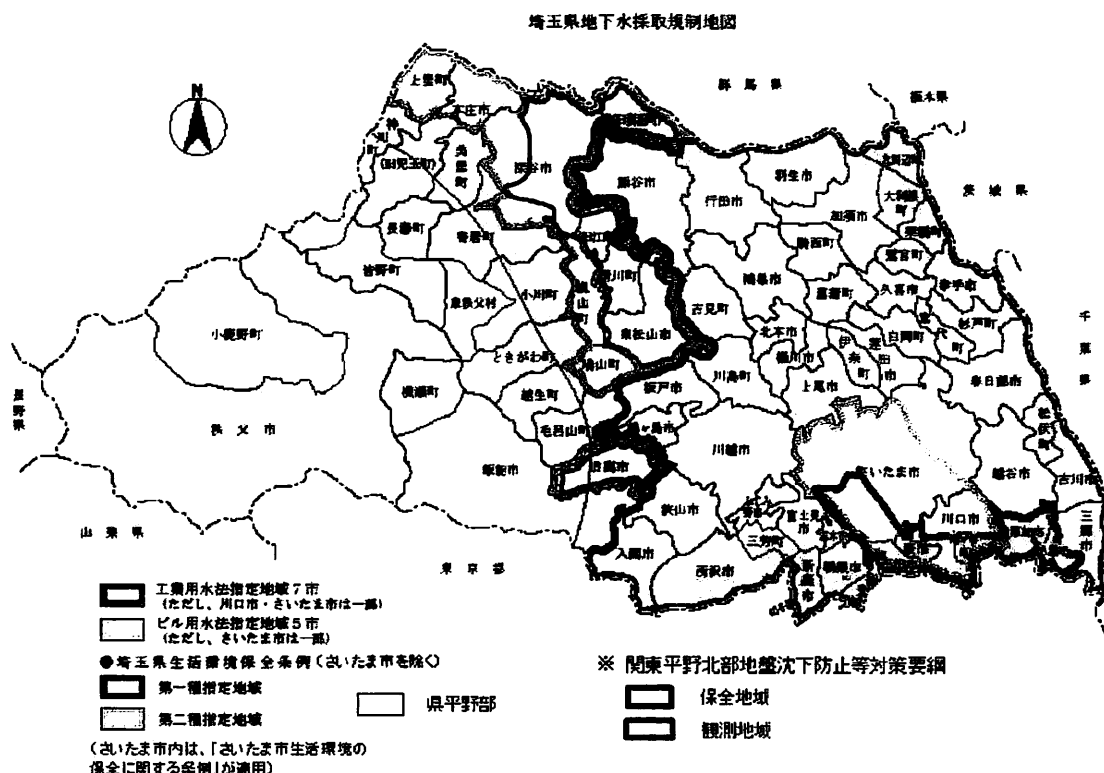 埼玉県地下水採取規制地図
N
群馬県
栃木県
茨城県
千葉県
東京都
山梨県
長野県
上里町
本庄市
美里町
深谷市
熊谷市
行田市
羽生市
加須市
騎西町
鷲宮町
久喜市
幸手市
杉戸町
白岡町
春日部市
長瀞町
寄居町
皆野町
東秩父村
小川町
嵐山町
滑川町
東松山市
吉見町
鴻巣市
北本市
桶川市
伊奈町
蓮田市
上尾市
川島町
小鹿野町
ときがわ町
鳩山町
坂戸市
横瀬町
越生町
毛呂山町
秩父市
飯能市
日高市
川越市
さいたま市
越谷市
松伏町
吉川市
三郷市
狭山市
入間市
所沢市
三芳町
富士見市
川口市
新座市
工業用水法指定地域7市
(ただし、川口市・さいたま市は一部)
ビル用水法指定地域5市
(ただし、さいたま市は一部)
●埼玉県生活環境保全条例(さいたま市を除く)
第一種指定地域
第二種指定地域
県平野部
(さいたま市内は、「さいたま市生活環境の
保全に関する条例」が適用)
※ 関東平野北部地盤沈下防止等対策要綱
保全地域
観測地域